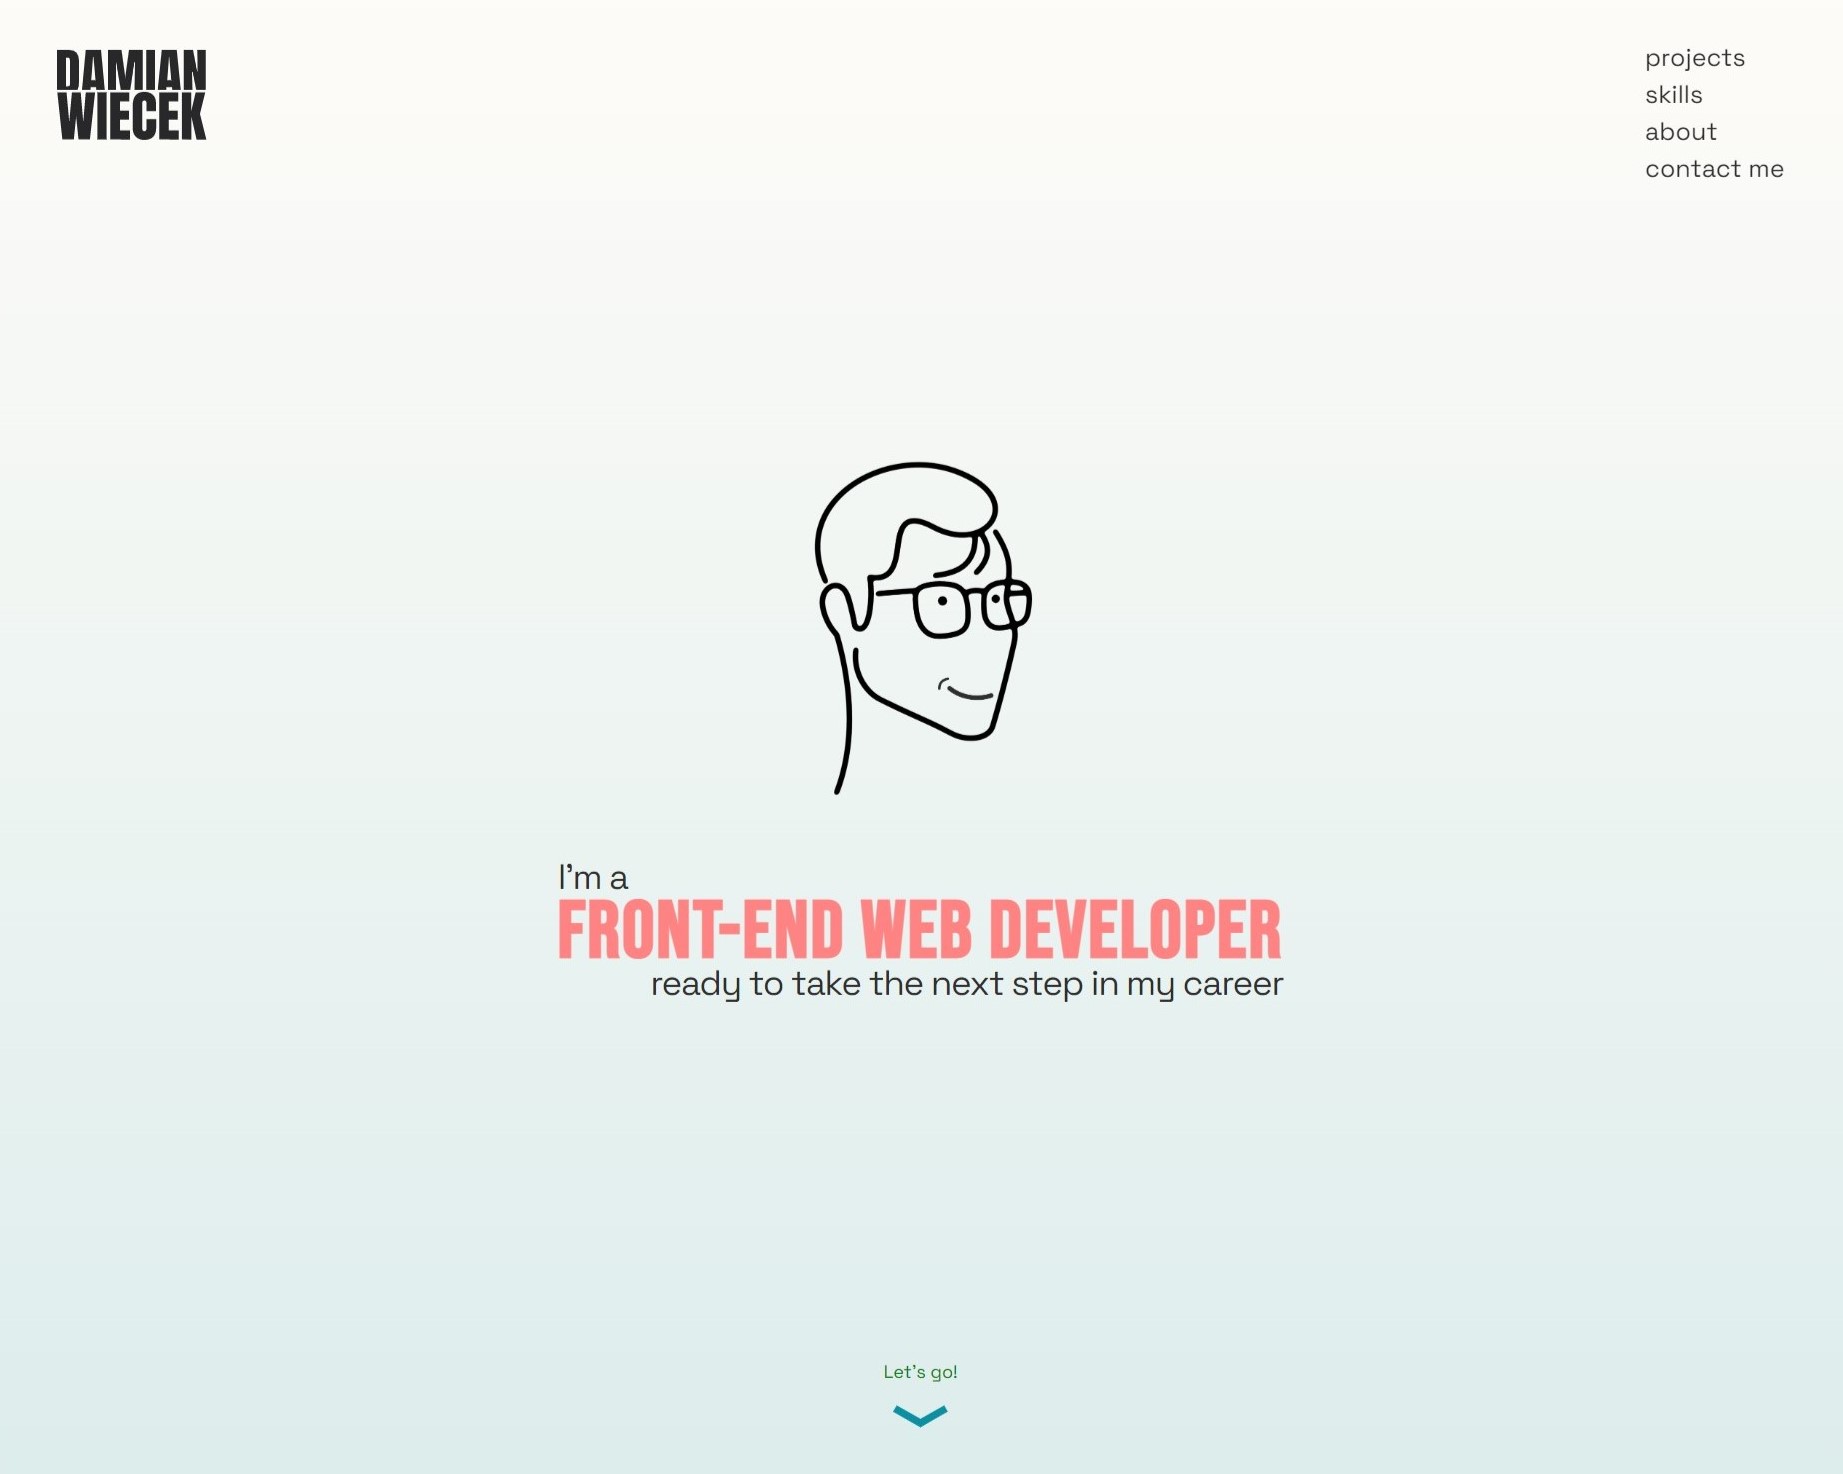 DAMIAN
WIECEK
projects
skills
about
contact me
I'm a
FRONT-END WEB DEVELOPER
ready to take the next step in my career
Let's go!